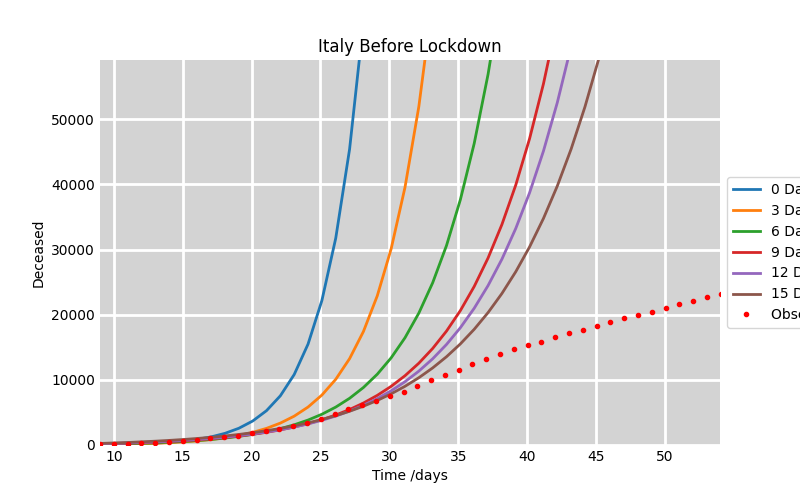 Italy Before Lockdown
Deceased
50000
40000
30000
20000
10000
0
10 15 20 25 30 35 40 45 50
Time /days
0 Da
3 Da
6 Da
9 Da
12 D
15 D
Obse